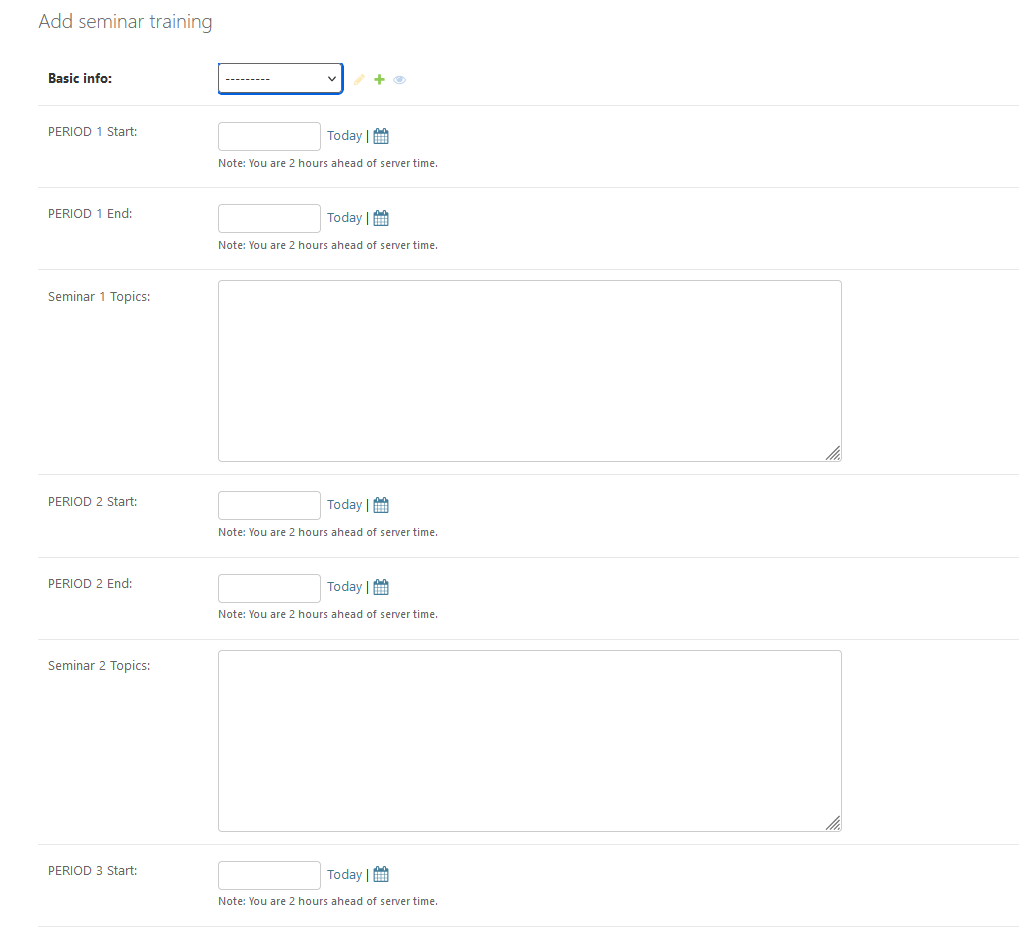 Add seminar training
Basic info: ---------
PERIOD 1 Start: Today |
Note: You are 2 hours ahead of server time.
PERIOD 1 End: Today |
Note: You are 2 hours ahead of server time.
Seminar 1 Topics:
PERIOD 2 Start: Today |
Note: You are 2 hours ahead of server time.
PERIOD 2 End: Today |
Note: You are 2 hours ahead of server time.
Seminar 2 Topics:
PERIOD 3 Start: Today |
Note: You are 2 hours ahead of server time.